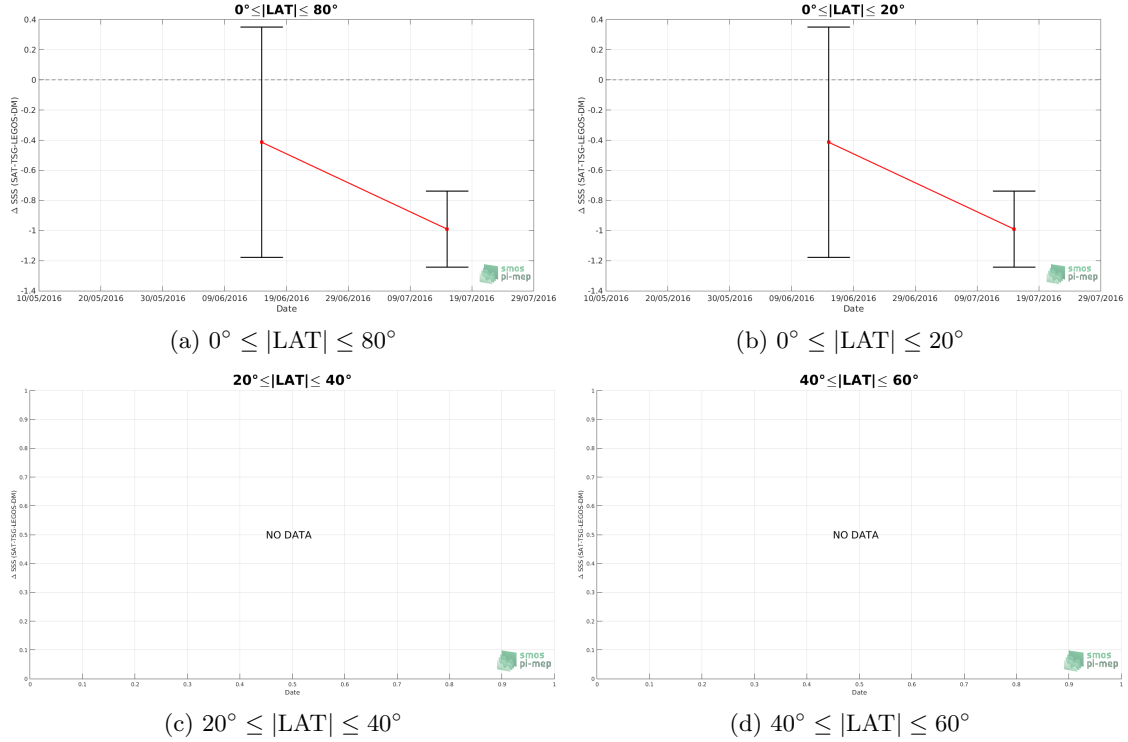 0°≤|LAT|≤ 80°
Δ SSS (SAT-TSG-LEGOS-DM)
0.4
0.2
0
-0.2
-0.4
-0.6
-0.8
-1
-1.2
-1.4
10/05/2016 20/05/2016 30/05/2016 09/06/2016 19/06/2016 29/06/2016 09/07/2016 19/07/2016 29/07/2016
Date
smos
pi-mep
(a) 0° ≤ |LAT| ≤ 80°
0°≤|LAT|≤ 20°
Δ SSS (SAT-TSG-LEGOS-DM)
0.4
0.2
0
-0.2
-0.4
-0.6
-0.8
-1
-1.2
-1.4
10/05/2016 20/05/2016 30/05/2016 09/06/2016 19/06/2016 29/06/2016 09/07/2016 19/07/2016 29/07/2016
Date
smos
pi-mep
(b) 0° ≤ |LAT| ≤ 20°
20°≤|LAT|≤ 40°
Δ SSS (SAT-TSG-LEGOS-DM)
1
0.9
0.8
0.7
0.6
0.5
0.4
0.3
0.2
0.1
0
NO DATA
0 0.1 0.2 0.3 0.4 0.5 0.6 0.7 0.8 0.9 1
Date
smos
pi-mep
(c) 20° ≤ |LAT| ≤ 40°
40°≤|LAT|≤ 60°
Δ SSS (SAT-TSG-LEGOS-DM)
1
0.9
0.8
0.7
0.6
0.5
0.4
0.3
0.2
0.1
0
NO DATA
0 0.1 0.2 0.3 0.4 0.5 0.6 0.7 0.8 0.9 1
Date
smos
pi-mep
(d) 40° ≤ |LAT| ≤ 60°